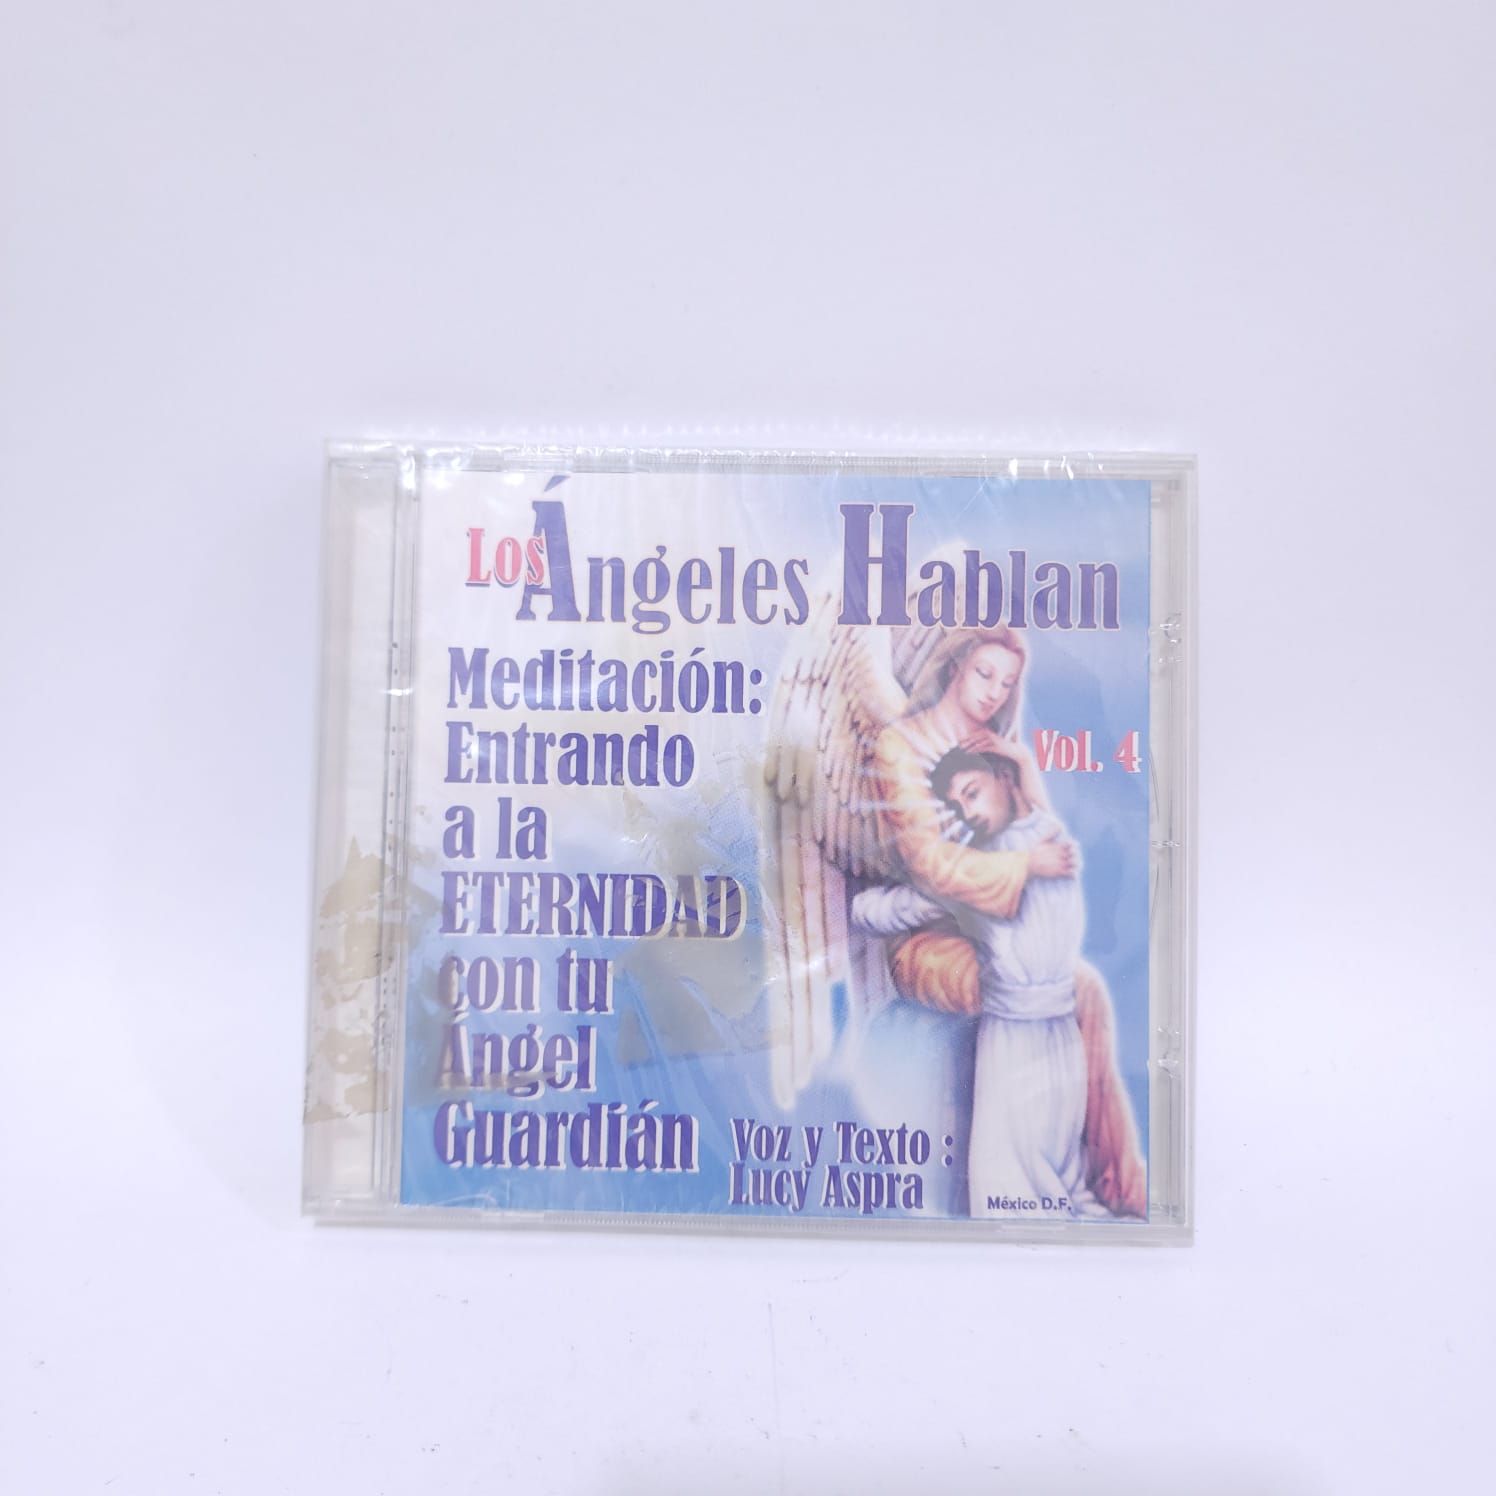 Los Ángeles Hablan
Meditación:
Entrando
a la
ETERNIDAD
con tu
Ángel
Guardián
Vol. 4
Voz y Texto :
Lucy Aspra
México D.F.